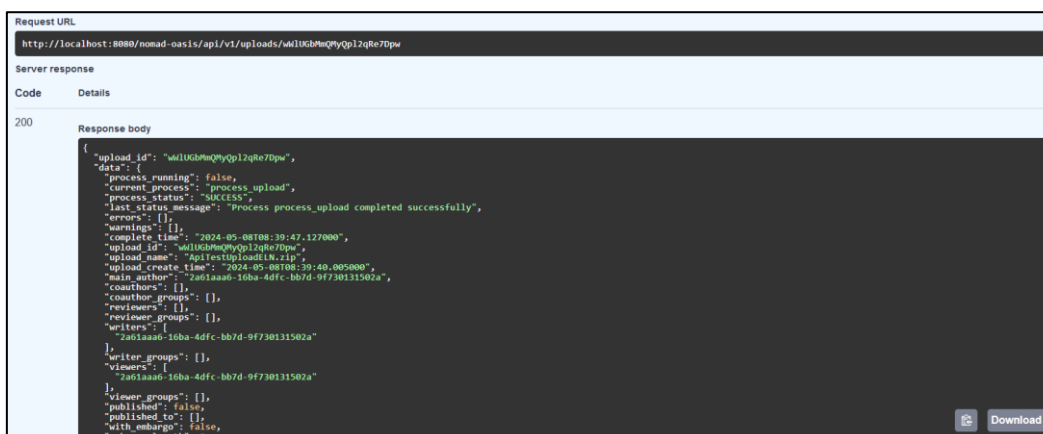 Request URL
http://localhost:8080/nomad-oasis/api/v1/uploads/wWlUGbMmQMyQpl2qRe7Dpw
Server response
Code Details
200
Response body
{
"upload_id": "wWlUGbMmQMyQpl2qRe7Dpw",
"data": {
"process_running": false,
"current_process": "process_upload",
"process_status": "SUCCESS",
"last_status_message": "Process process_upload completed successfully",
"errors": [],
"warnings": [],
"complete_time": "2024-05-08T08:39:47.127000",
"upload_id": "wWlUGbMmQMyQpl2qRe7Dpw",
"upload_name": "ApiTestUploadELN.zip",
"upload_create_time": "2024-05-08T08:39:40.005000",
"main_author": "2a61aaa6-16ba-4dfc-bb7d-9f730131502a",
"coauthors": [],
"coauthor_groups": [],
"reviewers": [],
"reviewer_groups": [],
"writers": [
"2a61aaa6-16ba-4dfc-bb7d-9f730131502a"
],
"writer_groups": [],
"viewers": [
"2a61aaa6-16ba-4dfc-bb7d-9f730131502a"
],
"viewer_groups": [],
"published": false,
"published_to": [],
"with_embargo": false,
Download